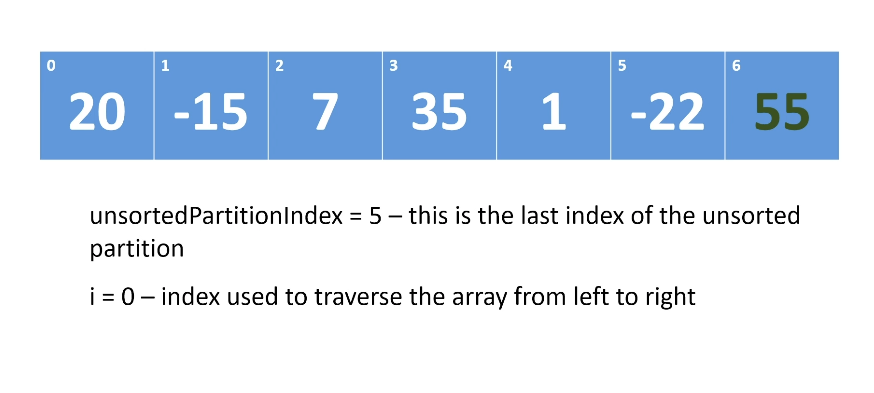 0 1 2 3 4 5 6
20 -15 7 35 1 -22 55
unsortedPartitionIndex = 5 – this is the last index of the unsorted
partition
i = 0 – index used to traverse the array from left to right